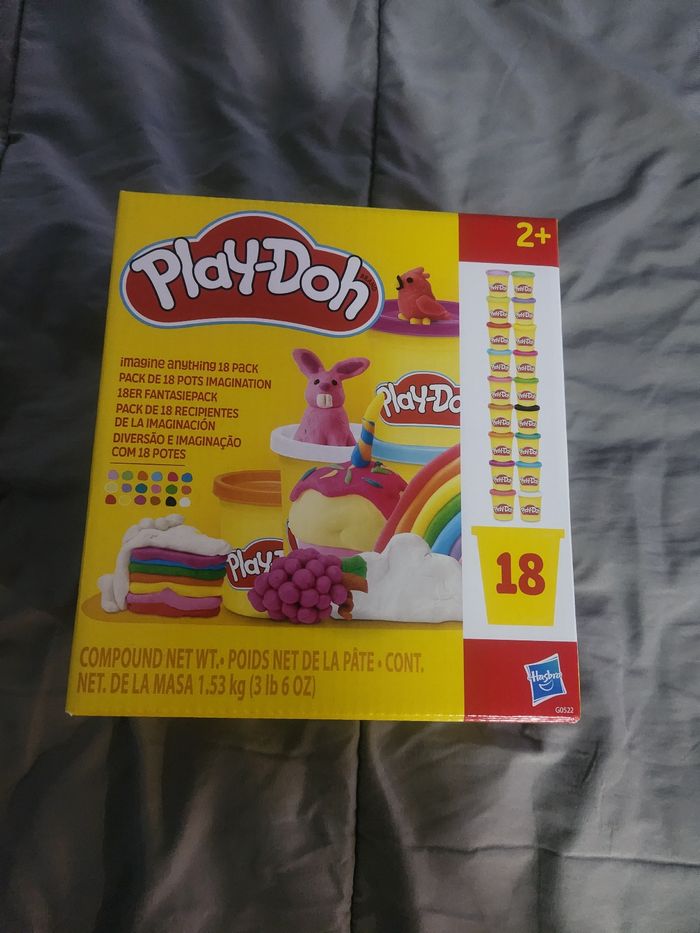 Play-Doh
2+
imagine anything 18 PACK
PACK DE 18 POTS IMAGINATION
18ER FANTASIEPACK
PACK DE 18 RECIPIENTES
DE LA IMAGINACIÓN
DIVERSÃO E IMAGINAÇÃO
COM 18 POTES
Play-Do
Play-
18
COMPOUND NET WT.• POIDS NET DE LA PÂTE • CONT.
NET. DE LA MASA 1.53 kg (3 lb 6 OZ)
Hasbro
G0522